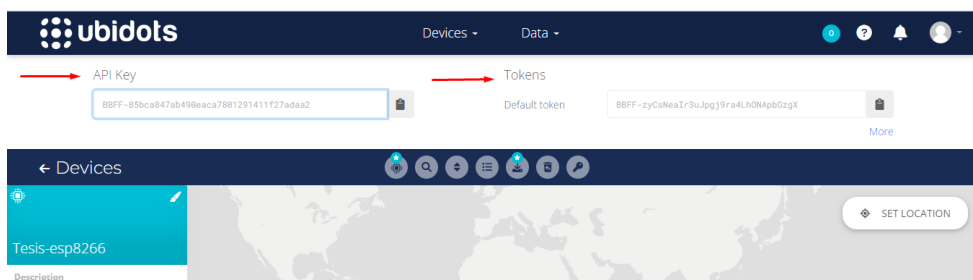 ubidots Devices Data 0 ?
API Key Tokens
BBFF-85bca847ab490eaca7801291411f27adaa2 Default token BBFF-zyCsNeaIr3uJpgj9ra4LhONApbGzgX
More
← Devices
SET LOCATION
Tesis-esp8266
Description